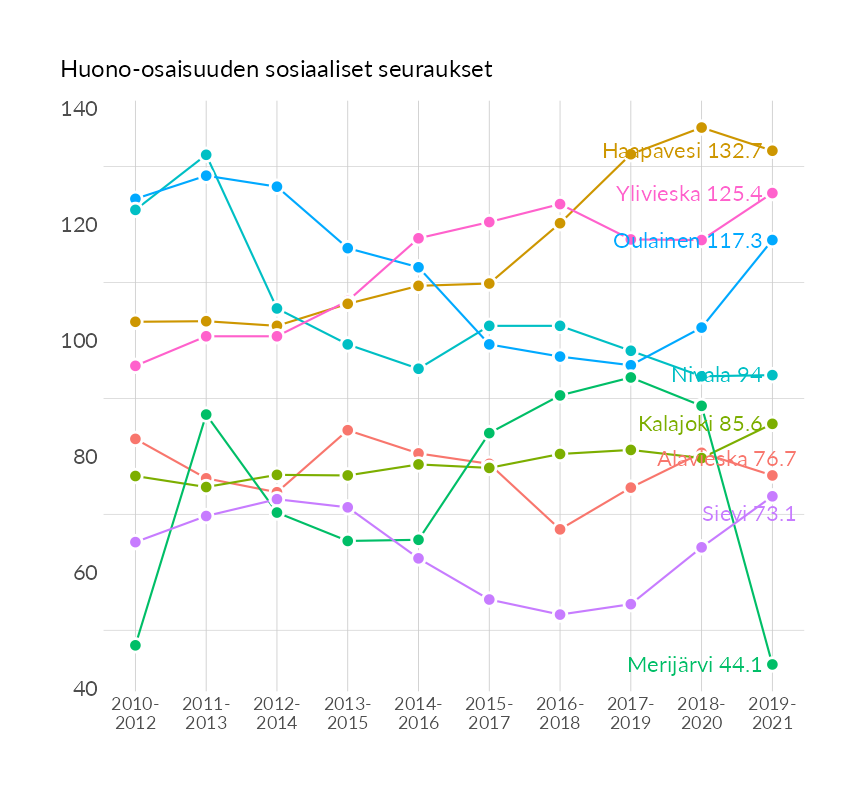 Huono-osaisuuden sosiaaliset seuraukset
140
120
100
80
60
40
Haapavesi 132.7
Ylivieska 125.4
Oulainen 117.3
Nivala 94
Kalajoki 85.6
Alavieska 76.7
Sievi 73.1
Merijärvi 44.1
2010-
2012
2011-
2013
2012-
2014
2013-
2015
2014-
2016
2015-
2017
2016-
2018
2017-
2019
2018-
2020
2019-
2021